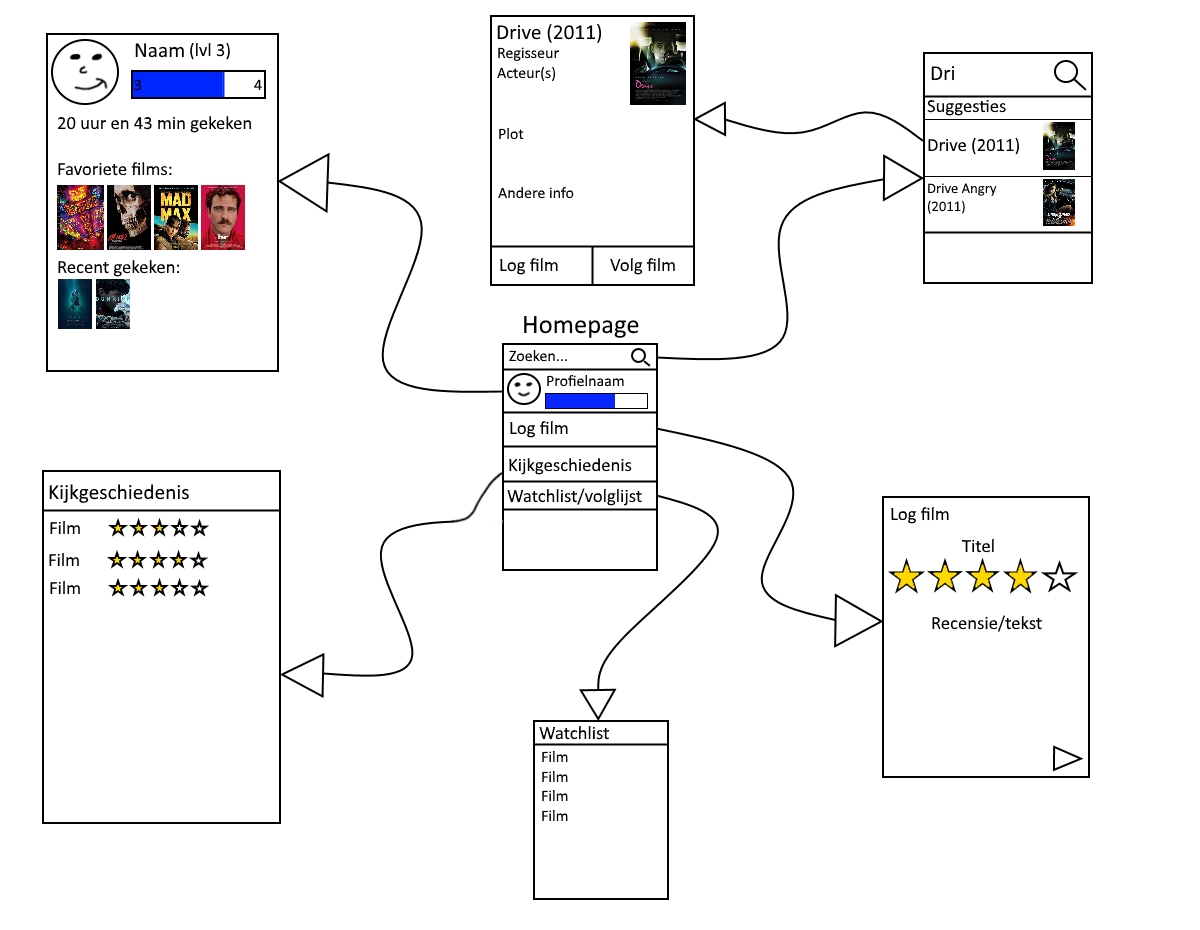 Naam (lvl 3)
3
4
20 uur en 43 min gekeken
Favoriete films:
MAD
MAX
her
Recent gekeken:
DUNKIRK
Drive (2011)
Regisseur
Acteur(s)
Drive
Plot
Andere info
Log film
Volg film
Dri
Suggesties
Drive (2011)
Drive Angry
(2011)
Homepage
Zoeken...
Profielnaam
Log film
Kijkgeschiedenis
Watchlist/volglijst
Kijkgeschiedenis
Film
Film
Film
Watchlist
Film
Film
Film
Film
Log film
Titel
Recensie/tekst